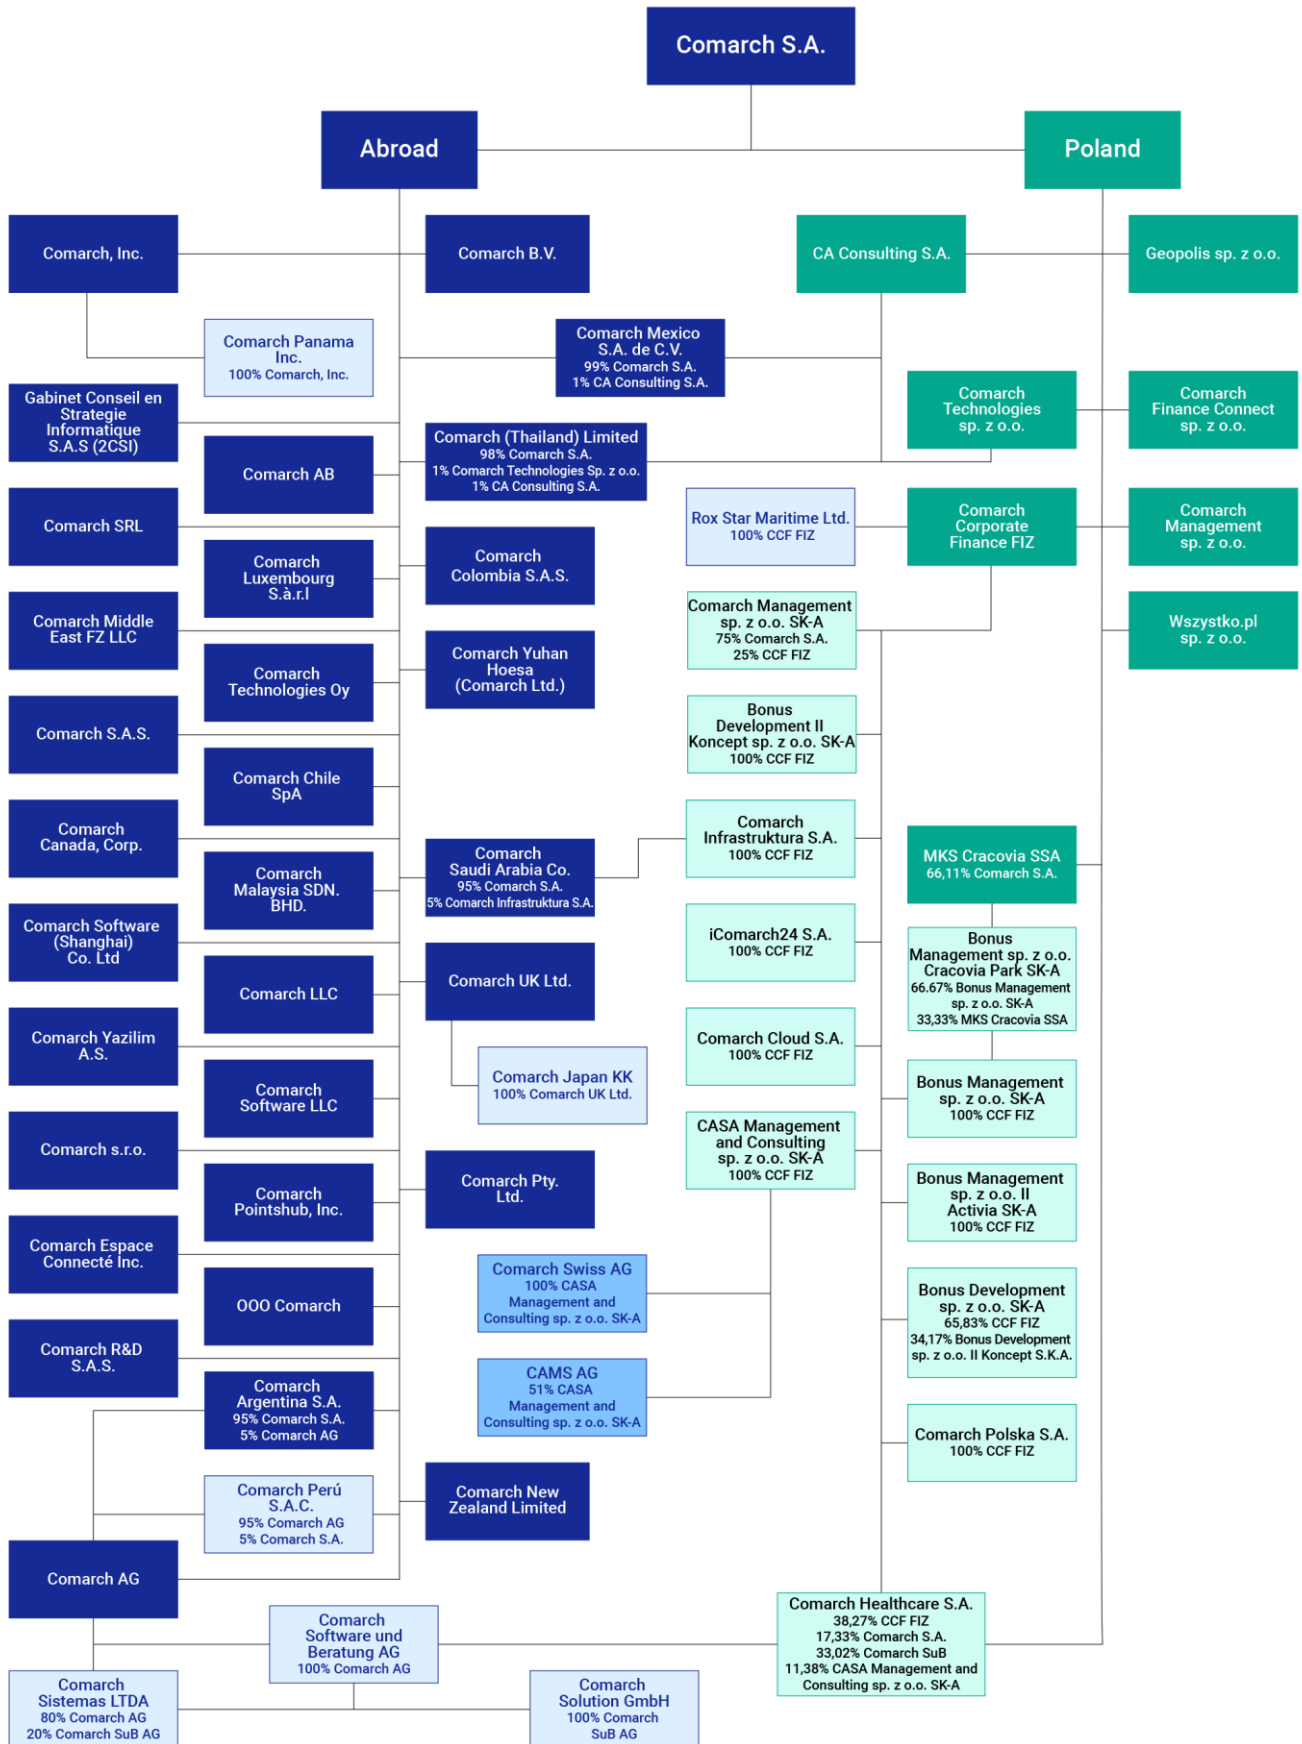 Comarch S.A.
Abroad
Poland
Comarch, Inc.
Comarch B.V.
CA Consulting S.A.
Geopolis sp. z o.o.
Comarch Panama
Inc.
100% Comarch, Inc.
Comarch Mexico
S.A. de C.V.
99% Comarch S.A.
1% CA Consulting S.A.
Gabinet Conseil en
Strategie
Informatique
S.A.S (2CSI)
Comarch
Technologies
sp. z o.o.
Comarch
Finance Connect
sp. z o.o.
Comarch AB
Comarch (Thailand) Limited
98% Comarch S.A.
1% Comarch Technologies Sp. z o.o.
1% CA Consulting S.A.
Comarch SRL
Rox Star Maritime Ltd.
100% CCF FIZ
Comarch
Corporate
Finance FIZ
Comarch
Management
sp. z o.o.
Comarch
Luxembourg
S.à.r.l
Comarch
Colombia S.A.S.
Comarch Middle
East FZ LLC
Comarch Management
sp. z o.o. SK-A
75% Comarch S.A.
25% CCF FIZ
Wszystko.pl
sp. z o.o.
Comarch
Technologies Oy
Comarch Yuhan
Hoesa
(Comarch Ltd.)
Comarch S.A.S.
Bonus
Development II
Koncept sp. z o.o. SK-A
100% CCF FIZ
Comarch Chile
SpA
Comarch
Canada, Corp.
Comarch
Infrastruktura S.A.
100% CCF FIZ
Comarch
Malaysia SDN.
BHD.
Comarch
Saudi Arabia Co.
95% Comarch S.A.
5% Comarch Infrastruktura S.A.
MKS Cracovia SSA
66,11% Comarch S.A.
Comarch Software
(Shanghai)
Co. Ltd
iComarch24 S.A.
100% CCF FIZ
Bonus
Management sp. z o.o.
Cracovia Park SK-A
66.67% Bonus Management
sp. z o.o. SK-A
33,33% MKS Cracovia SSA
Comarch LLC
Comarch UK Ltd.
Comarch Yazilim
A.S.
Comarch Cloud S.A.
100% CCF FIZ
Comarch Japan KK
100% Comarch UK Ltd.
Comarch
Software LLC
Bonus Management
sp. z o.o. SK-A
100% CCF FIZ
Comarch s.r.o.
CASA Management
and Consulting
sp. z o.o. SK-A
100% CCF FIZ
Comarch
Pointshub, Inc.
Comarch Pty.
Ltd.
Bonus Management
sp. z o.o. II
Activia SK-A
100% CCF FIZ
Comarch Espace
Connecté Inc.
Comarch Swiss AG
100% CASA
Management and
Consulting sp. z o.o. SK-A
OOO Comarch
Bonus Development
sp. z o.o. SK-A
65,83% CCF FIZ
34,17% Bonus Development
sp. z o.o. II Koncept S.K.A.
Comarch R&D
S.A.S.
CAMS AG
51% CASA
Management and
Consulting sp. z o.o. SK-A
Comarch
Argentina S.A.
95% Comarch S.A.
5% Comarch AG
Comarch Polska S.A.
100% CCF FIZ
Comarch Perú
S.A.C.
95% Comarch AG
5% Comarch S.A.
Comarch New
Zealand Limited
Comarch AG
Comarch
Software und
Beratung AG
100% Comarch AG
Comarch Healthcare S.A.
38,27% CCF FIZ
17,33% Comarch S.A.
33,02% Comarch SuB
11,38% CASA Management and
Consulting sp. z o.o. SK-A
Comarch
Sistemas LTDA
80% Comarch AG
20% Comarch SuB AG
Comarch
Solution GmbH
100% Comarch
SuB AG